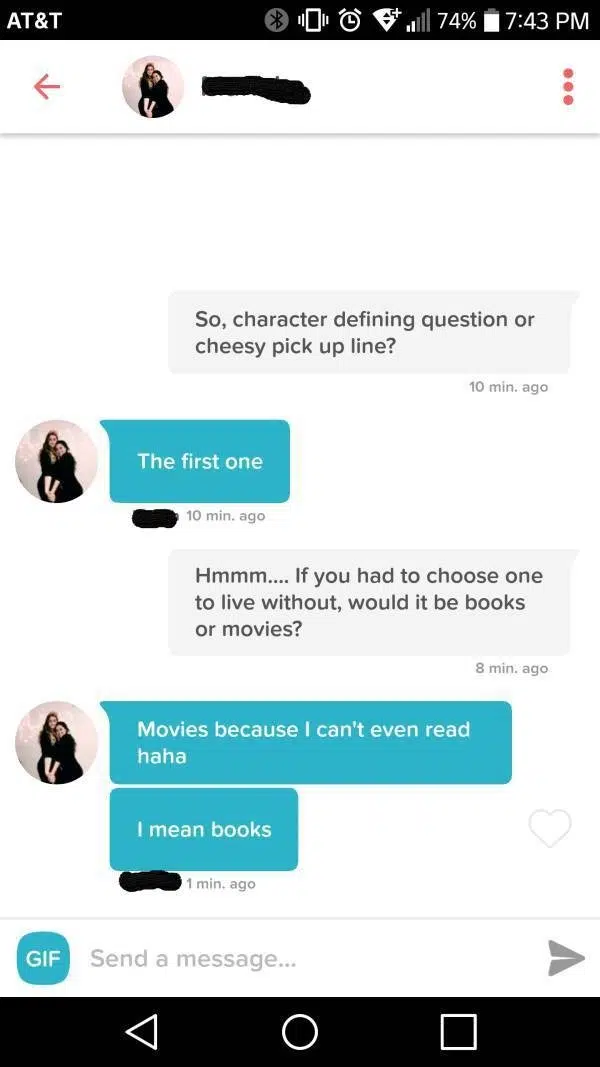 AT&T 74% 7:43 PM
So, character defining question or
cheesy pick up line?
10 min. ago
The first one
10 min. ago
Hmmm.... If you had to choose one
to live without, would it be books
or movies?
8 min. ago
Movies because I can't even read
haha
I mean books
1 min. ago
GIF Send a message...